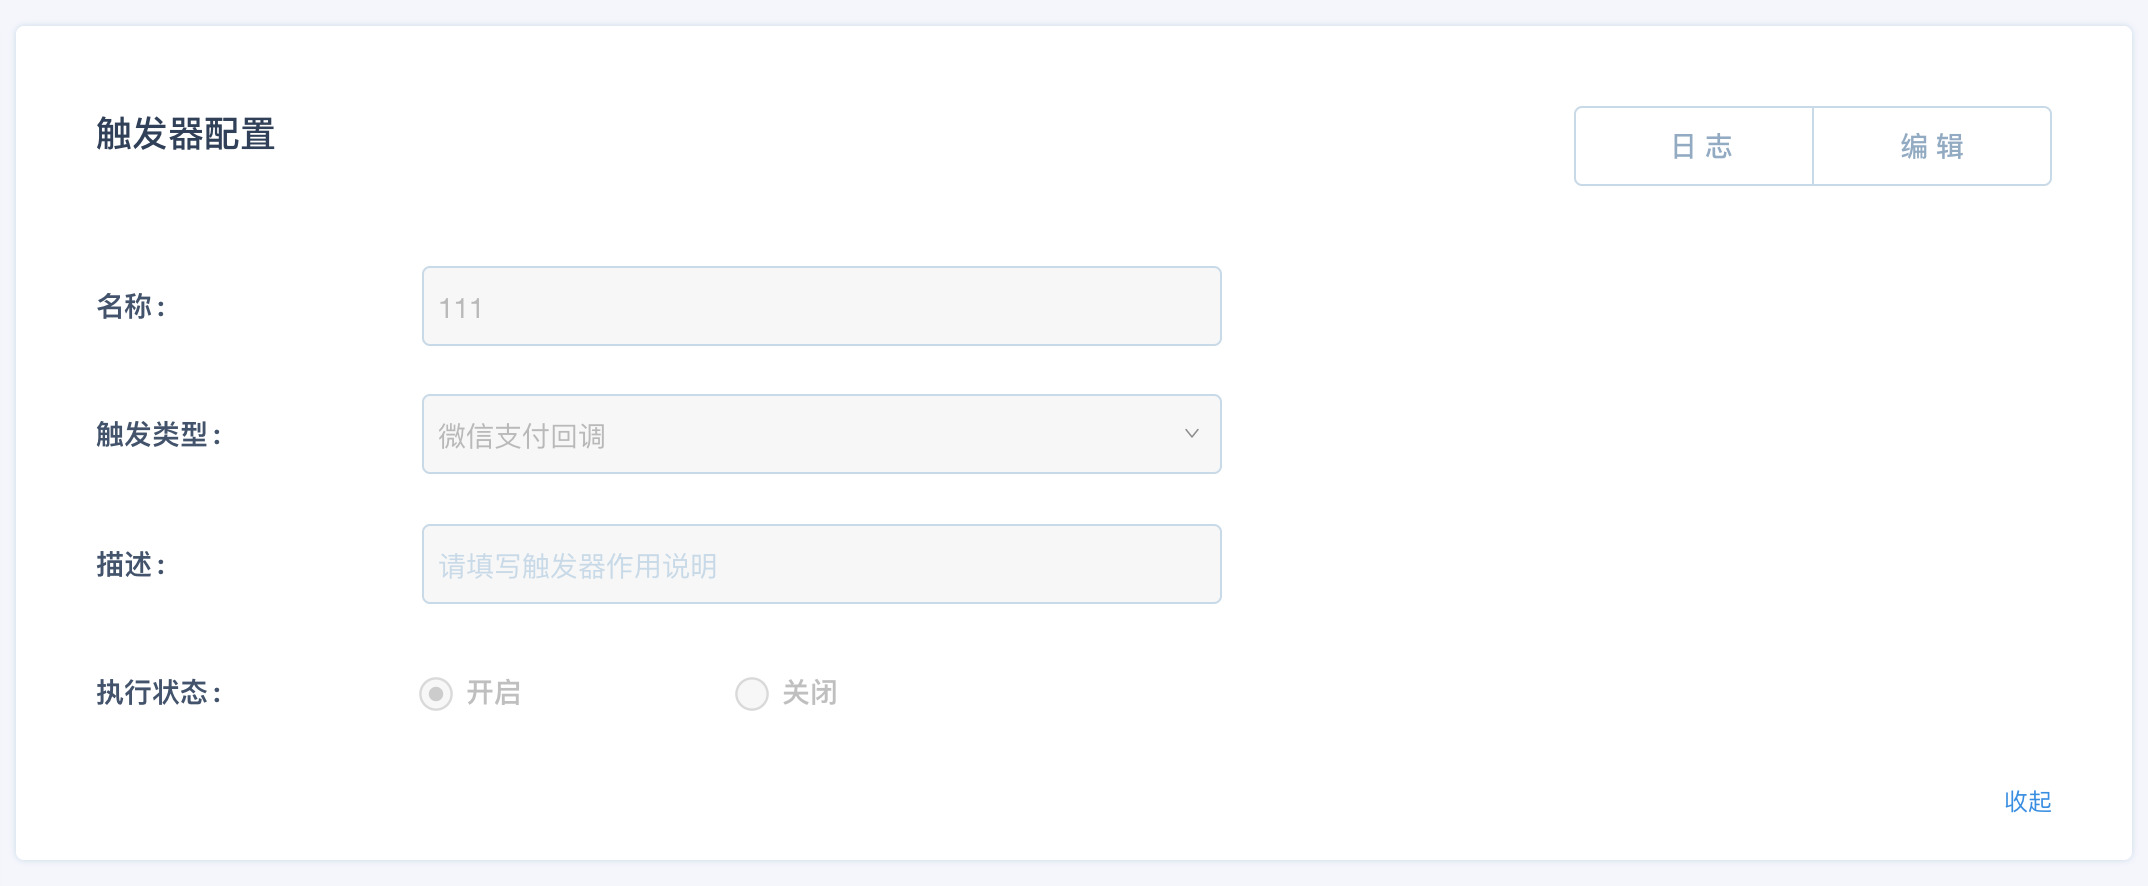 触发器配置
日志 编辑
名称:
111
触发类型:
微信支付回调
描述:
请填写触发器作用说明
执行状态:
开启 关闭
收起